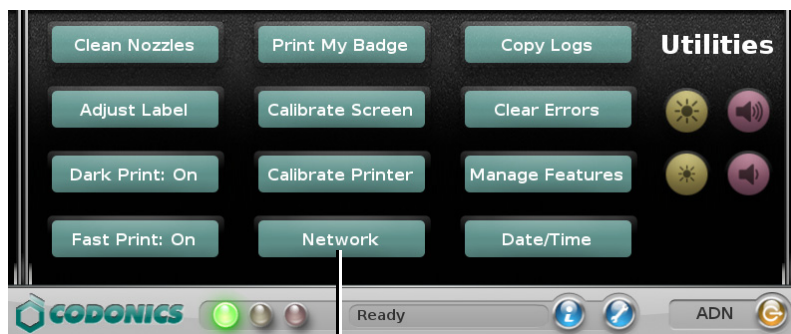 Clean Nozzles Print My Badge Copy Logs Utilities
Adjust Label Calibrate Screen Clear Errors
Dark Print: On Calibrate Printer Manage Features
Fast Print: On Network Date/Time
CODONICS Ready ADN